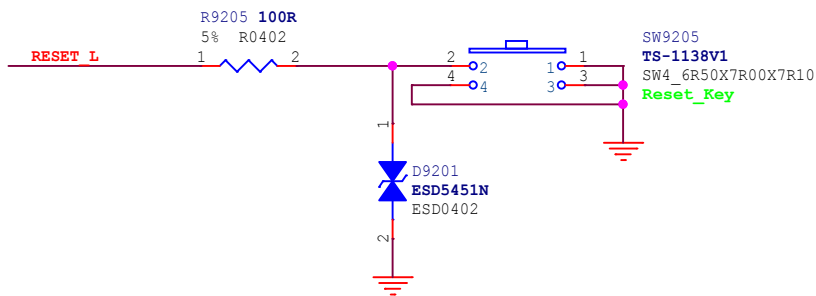 R9205 100R
5% R0402
RESET_L
1
2
2
4
2
4
1
3
1
3
SW9205
TS-1138V1
SW4_6R50X7R00X7R10
Reset_Key
1
D9201
ESD5451N
ESD0402
2